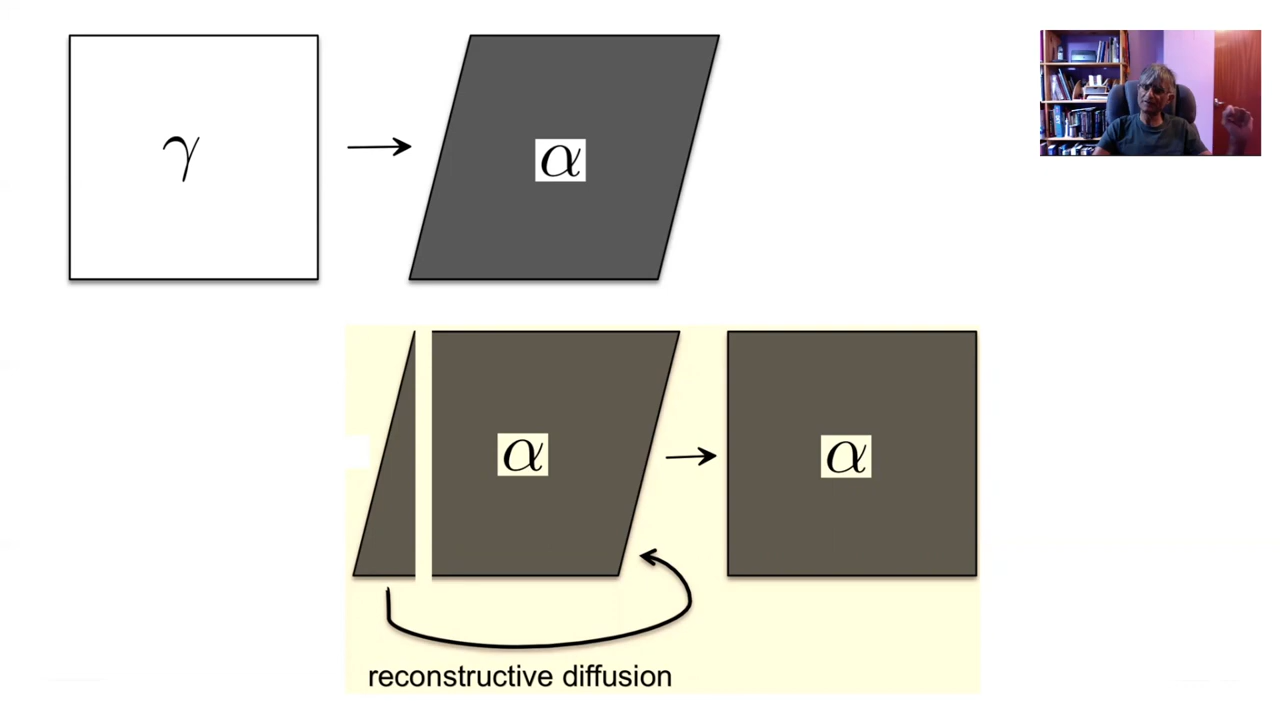 γ
α
α
α
reconstructive diffusion